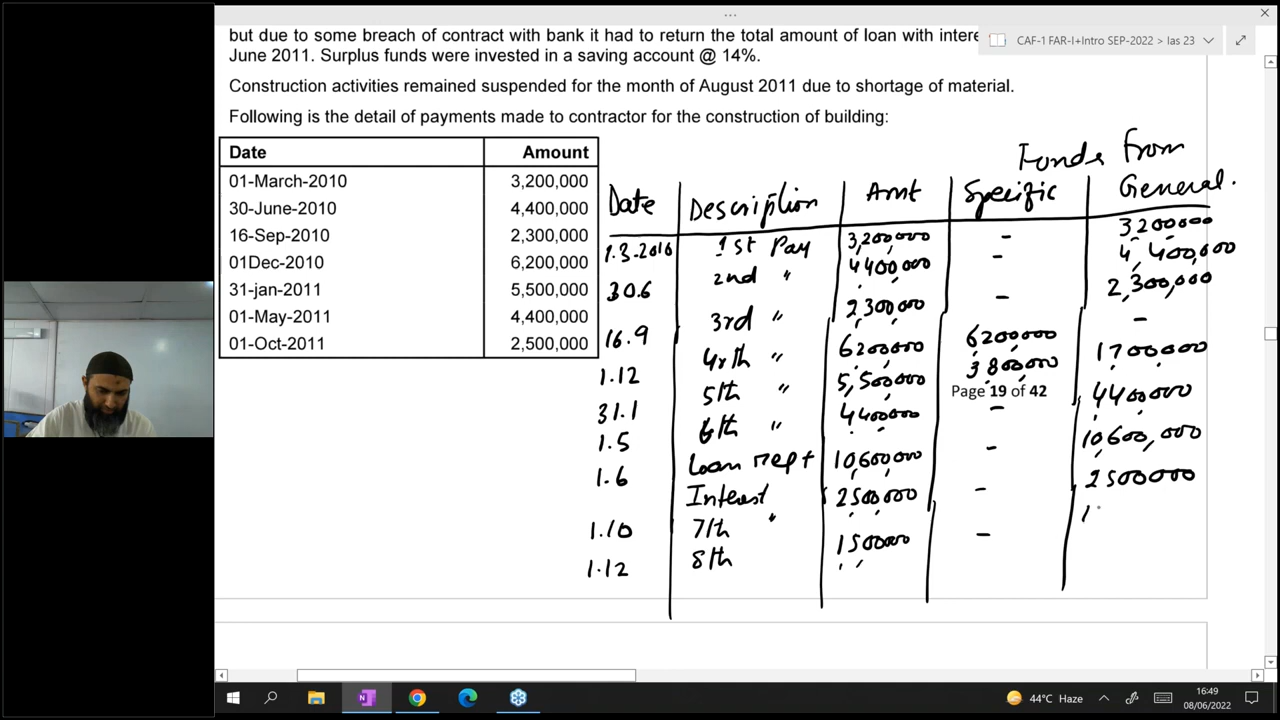 but due to some breach of contract with bank it had to return the total amount of loan with intere
CAF-1 FAR-I+Intro SEP-2022 > Ias 23
June 2011. Surplus funds were invested in a saving account @ 14%.
Construction activities remained suspended for the month of August 2011 due to shortage of material.
Following is the detail of payments made to contractor for the construction of building:
Date Amount
01-March-2010 3,200,000
30-June-2010 4,400,000
16-Sep-2010 2,300,000
01Dec-2010 6,200,000
31-jan-2011 5,500,000
01-May-2011 4,400,000
01-Oct-2011 2,500,000
Funds From
Date Description Amt Specific General.
1.3.2010 1st Pay 3,200,000 - 3200000
30.6 2nd " 4400000 - 4,400,000
16.9 3rd " 2,300,000 - 2,300,000
1.12 4rth " 6200000 6200000 -
31.1 5th " 5,500000 3800000 1700000
Page 19 of 42
1.5 6th " 4400000 - 4400000
1.6 Loan rept 10,600000 - 10,600,000
Interest "
1.10 7th 2500000 - 2500000
1.12 8th 1500000 - 1
44°C Haze
16:49
08/06/2022